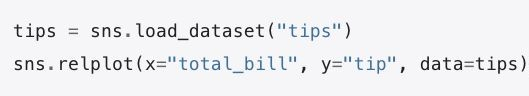 tips = sns.load_dataset("tips")
sns.relplot(x="total_bill", y="tip", data=tips)